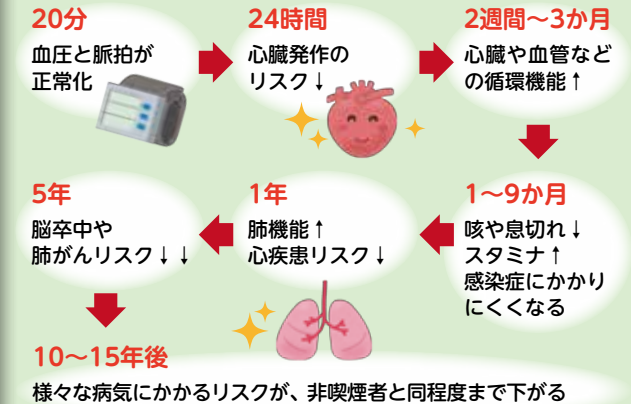 20分
血圧と脈拍が
正常化
24時間
心臓発作の
リスク↓
2週間～3か月
心臓や血管など
の循環機能↑
1～9か月
咳や息切れ↓
スタミナ↑
感染症にかかり
にくくなる
1年
肺機能↑
心疾患リスク↓
5年
脳卒中や
肺がんリスク↓↓
10～15年後
様々な病気にかかるリスクが、非喫煙者と同程度まで下がる